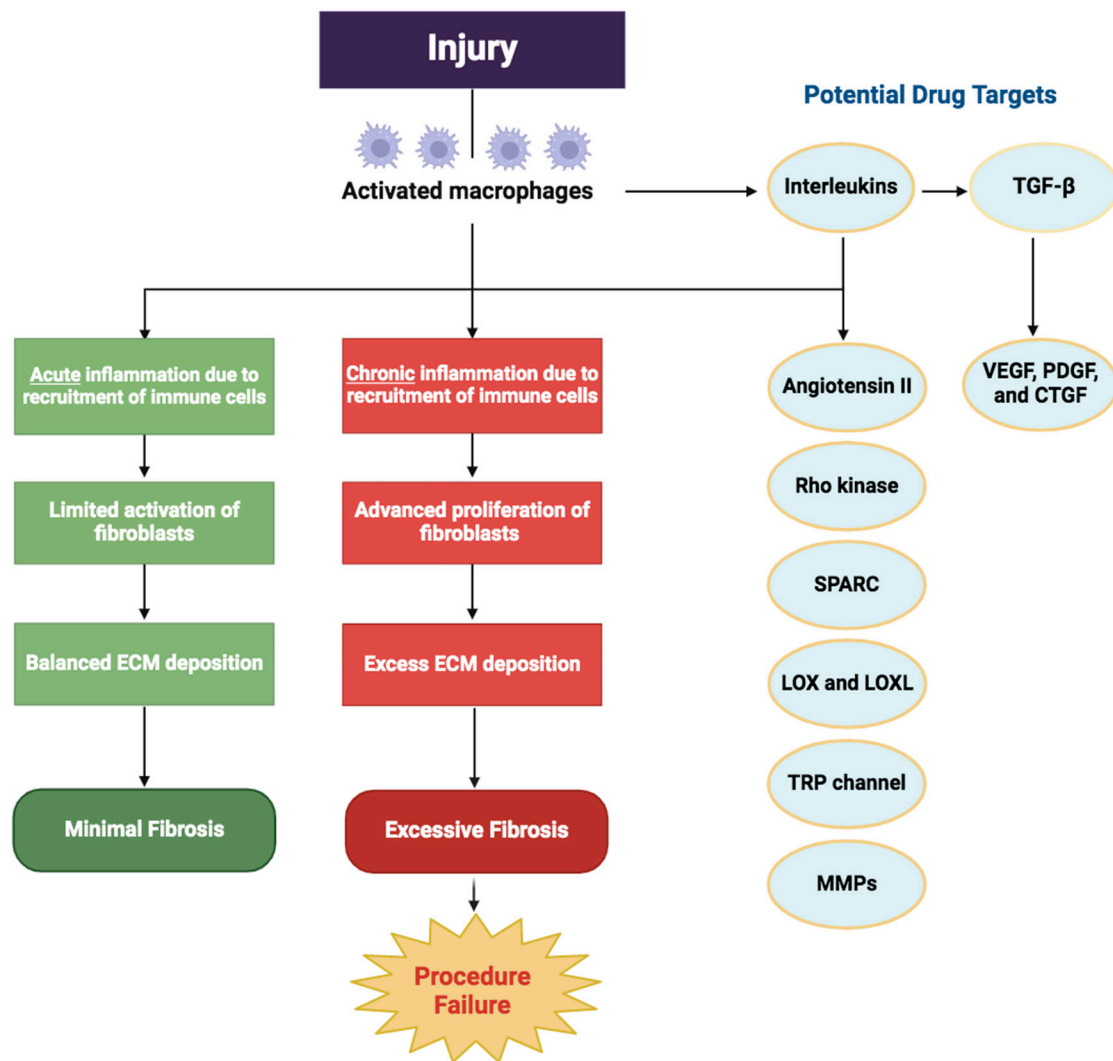 Injury
Potential Drug Targets
Activated macrophages
Interleukins
TGF-β
Acute inflammation due to
recruitment of immune cells
Limited activation of
fibroblasts
Balanced ECM deposition
Minimal Fibrosis
Chronic inflammation due to
recruitment of immune cells
Advanced proliferation of
fibroblasts
Excess ECM deposition
Excessive Fibrosis
Procedure
Failure
Angiotensin II
Rho kinase
SPARC
LOX and LOXL
TRP channel
MMPs
VEGF, PDGF,
and CTGF